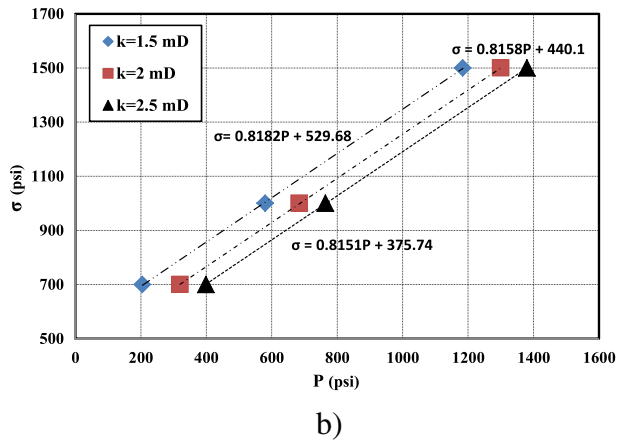 1700
1500
1300
1100
900
700
500
σ (psi)
k=1.5 mD
k=2 mD
k=2.5 mD
σ = 0.8158P + 440.1
σ= 0.8182P + 529.68
σ = 0.8151P + 375.74
0 200 400 600 800 1000 1200 1400 1600
P (psi)
b)